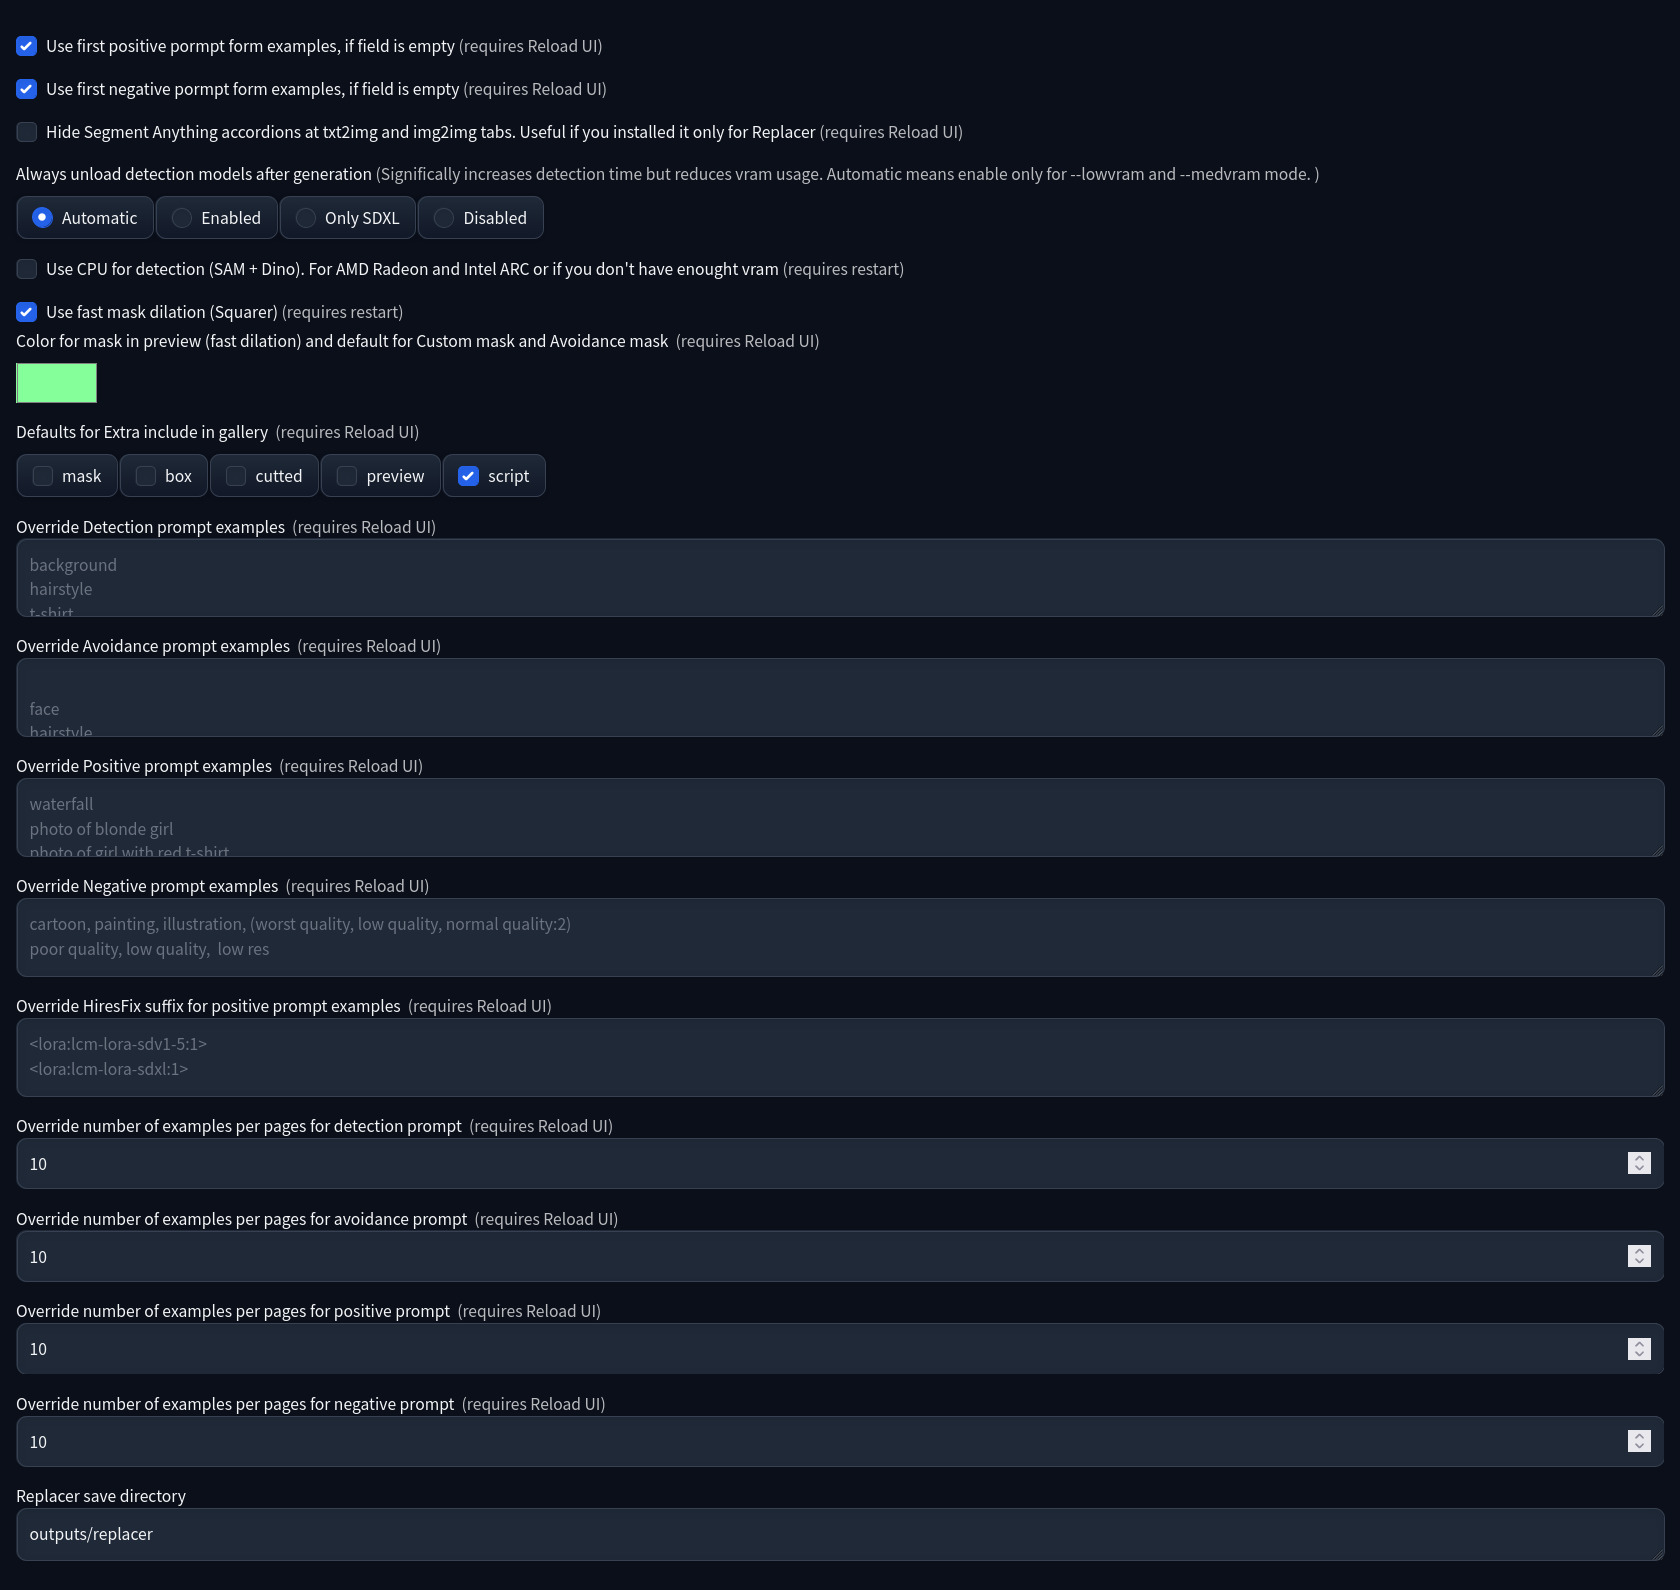 Use first positive pormpt form examples, if field is empty (requires Reload UI)
Use first negative pormpt form examples, if field is empty (requires Reload UI)
Hide Segment Anything accordions at txt2img and img2img tabs. Useful if you installed it only for Replacer (requires Reload UI)
Always unload detection models after generation (Significally increases detection time but reduces vram usage. Automatic means enable only for --lowvram and --medvram mode. )
Automatic Enabled Only SDXL Disabled
Use CPU for detection (SAM + Dino). For AMD Radeon and Intel ARC or if you don't have enought vram (requires restart)
Use fast mask dilation (Squarer) (requires restart)
Color for mask in preview (fast dilation) and default for Custom mask and Avoidance mask (requires Reload UI)
Defaults for Extra include in gallery (requires Reload UI)
mask box cutted preview script
Override Detection prompt examples (requires Reload UI)
background
hairstyle
t-shirt
Override Avoidance prompt examples (requires Reload UI)
face
hairstyle
Override Positive prompt examples (requires Reload UI)
waterfall
photo of blonde girl
photo of girl with red t-shirt
Override Negative prompt examples (requires Reload UI)
cartoon, painting, illustration, (worst quality, low quality, normal quality:2)
poor quality, low quality,  low res
Override HiresFix suffix for positive prompt examples (requires Reload UI)
<lora:lcm-lora-sdv1-5:1>
<lora:lcm-lora-sdxl:1>
Override number of examples per pages for detection prompt (requires Reload UI)
10
Override number of examples per pages for avoidance prompt (requires Reload UI)
10
Override number of examples per pages for positive prompt (requires Reload UI)
10
Override number of examples per pages for negative prompt (requires Reload UI)
10
Replacer save directory
outputs/replacer